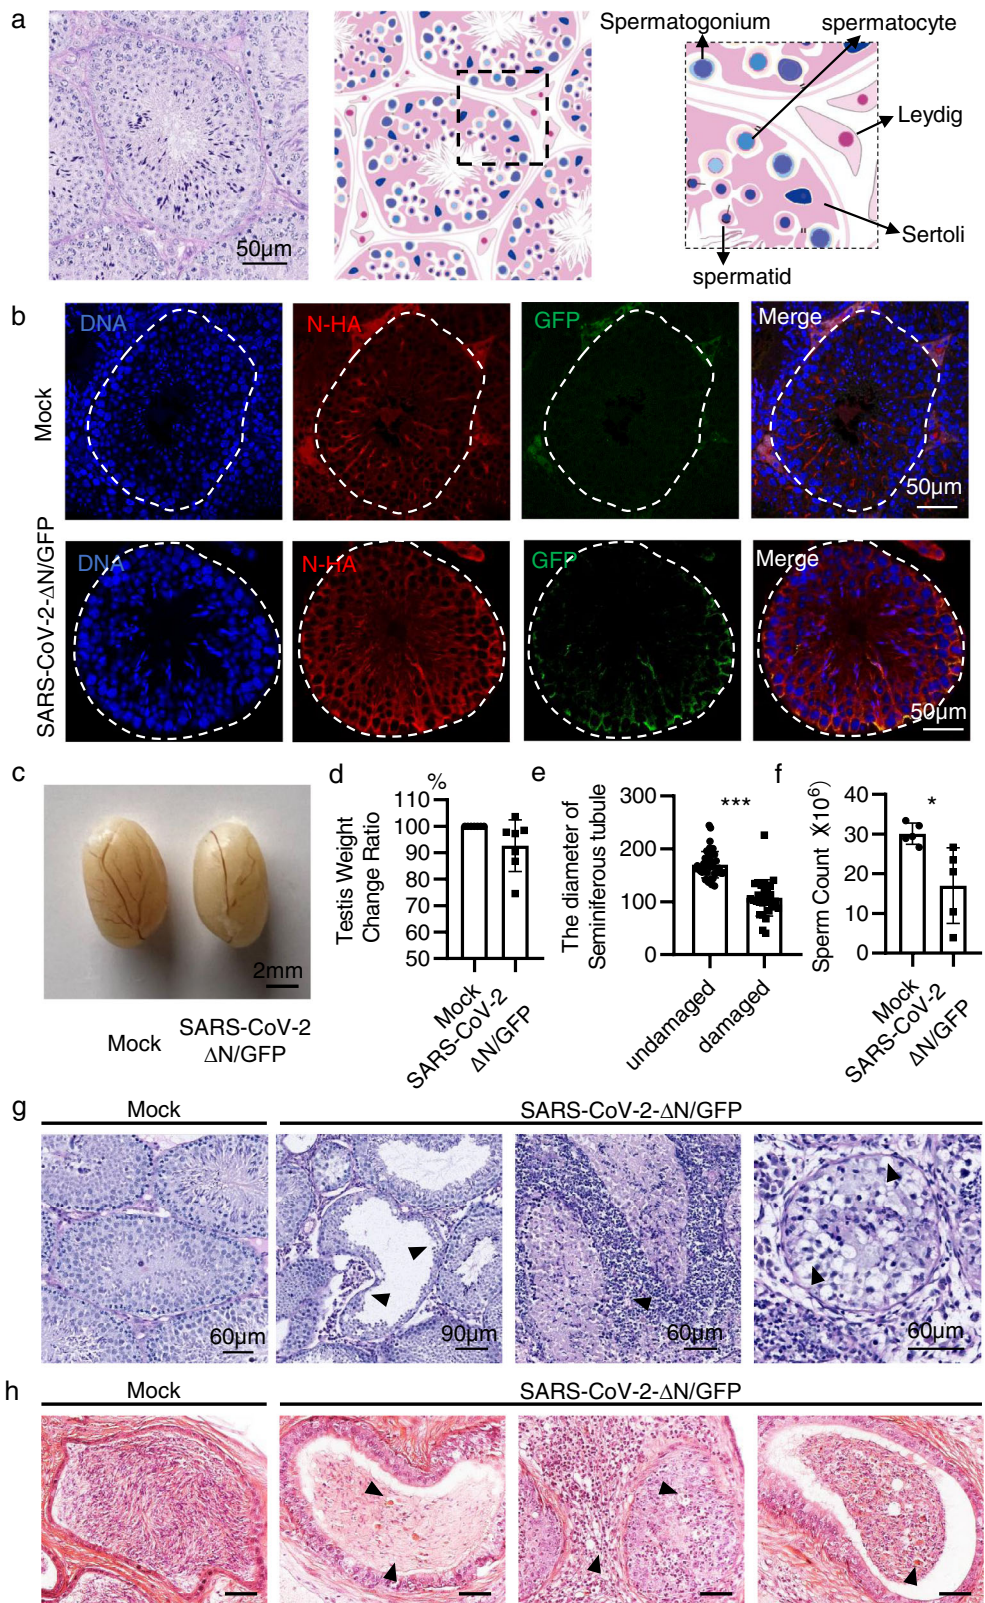 a
Spermatogonium
spermatocyte
Leydig
Sertoli
spermatid
50μm
b
Mock
DNA
N-HA
GFP
Merge
50μm
SARS-CoV-2-ΔN/GFP
DNA
N-HA
GFP
Merge
50μm
c
2mm
Mock
SARS-CoV-2
ΔN/GFP
d
%
Testis Weight
Change Ratio
110
100
90
80
70
60
50
Mock
SARS-CoV-2
ΔN/GFP
e
The diameter of
Seminiferous tubule
300
200
100
0
***
undamaged
damaged
f
Sperm Count (X10⁶)
40
30
20
10
0
*
Mock
SARS-CoV-2
ΔN/GFP
g
Mock
SARS-CoV-2-ΔN/GFP
60μm
90μm
60μm
60μm
h
Mock
SARS-CoV-2-ΔN/GFP